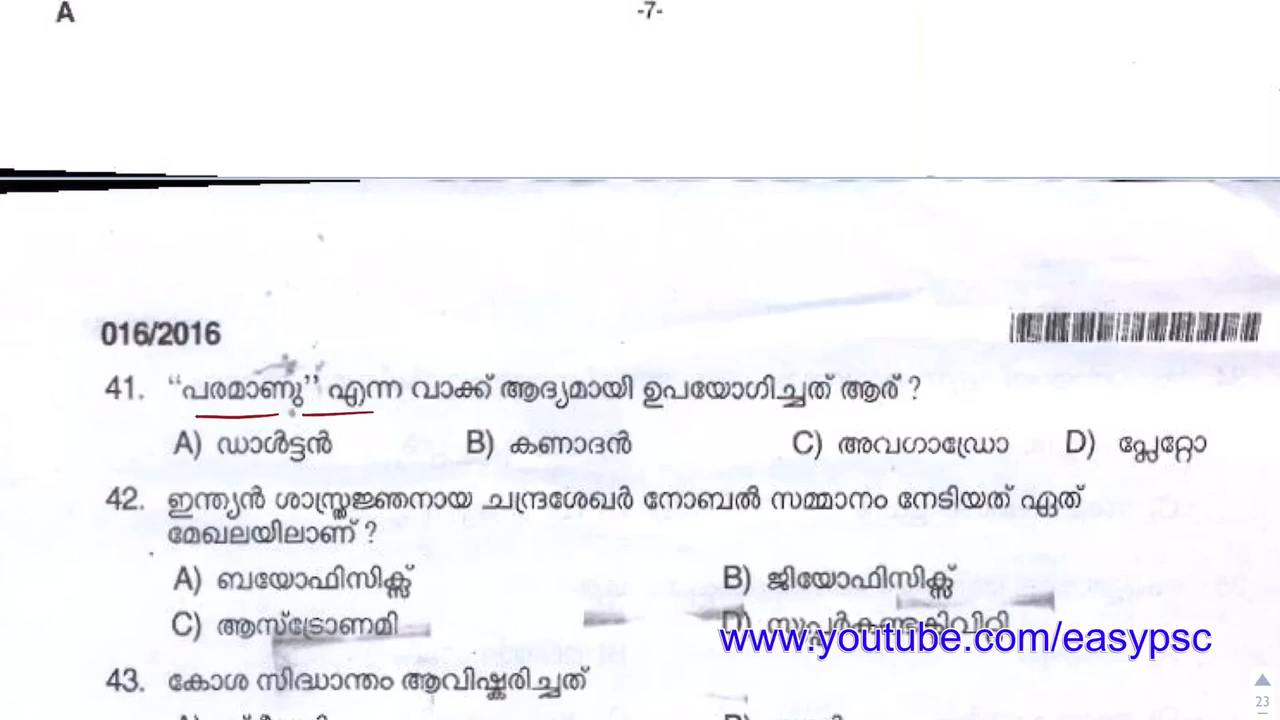 A
-7-
016/2016
41. “പരമാണു” എന്ന വാക്ക് ആദ്യമായി ഉപയോഗിച്ചത് ആര് ?
A) ഡാൾട്ടൻ B) കണാദൻ C) അവഗാഡ്രോ D) പ്ലേറ്റോ
42. ഇന്ത്യൻ ശാസ്ത്രജ്ഞനായ ചന്ദ്രശേഖർ നോബൽ സമ്മാനം നേടിയത് ഏത്
മേഖലയിലാണ് ?
A) ബയോഫിസിക്സ് B) ജിയോഫിസിക്സ്
C) ആസ്ട്രോണമി D) സൂപ്പർകണ്ടക്ടിവിറ്റി
www.youtube.com/easypsc
43. കോശ സിദ്ധാന്തം ആവിഷ്കരിച്ചത്
23